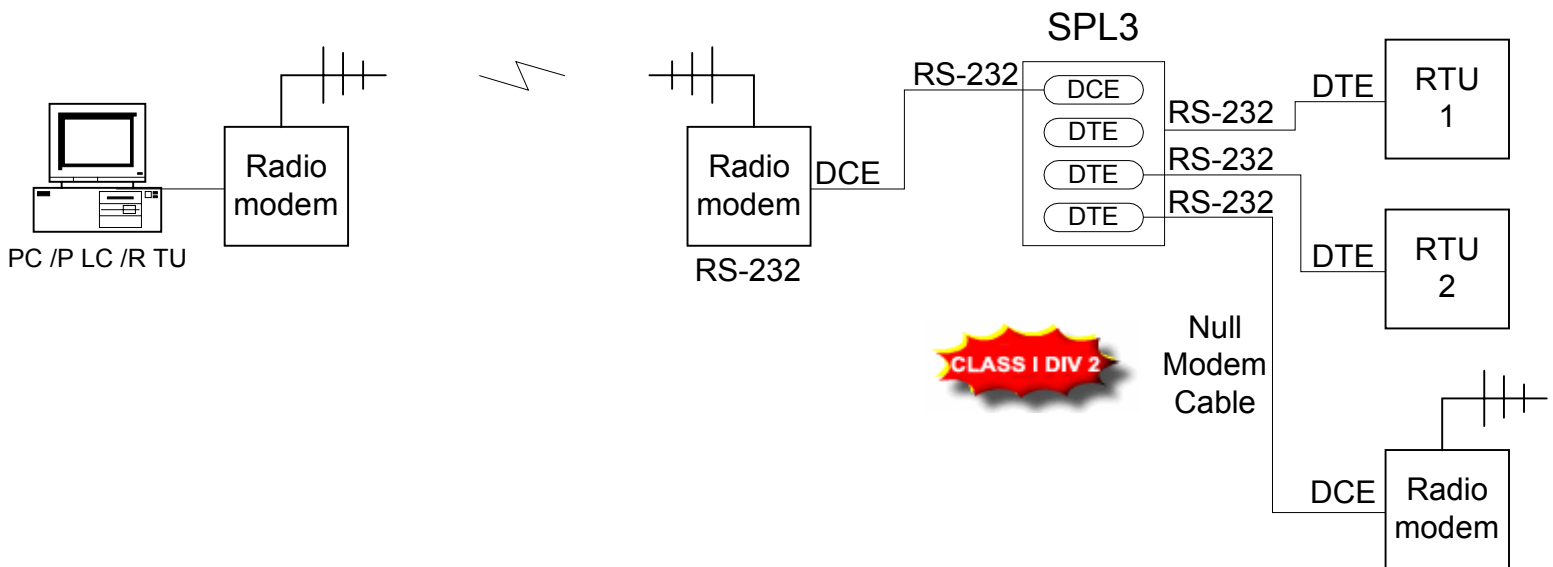 SPL3
RS-232
DCE
DTE
DTE
DTE
RS-232
RS-232
RS-232
DTE
RTU
1
DTE
RTU
2
Radio
modem
PC /P LC /R TU
Radio
modem
DCE
RS-232
CLASS I DIV 2
Null
Modem
Cable
DCE
Radio
modem